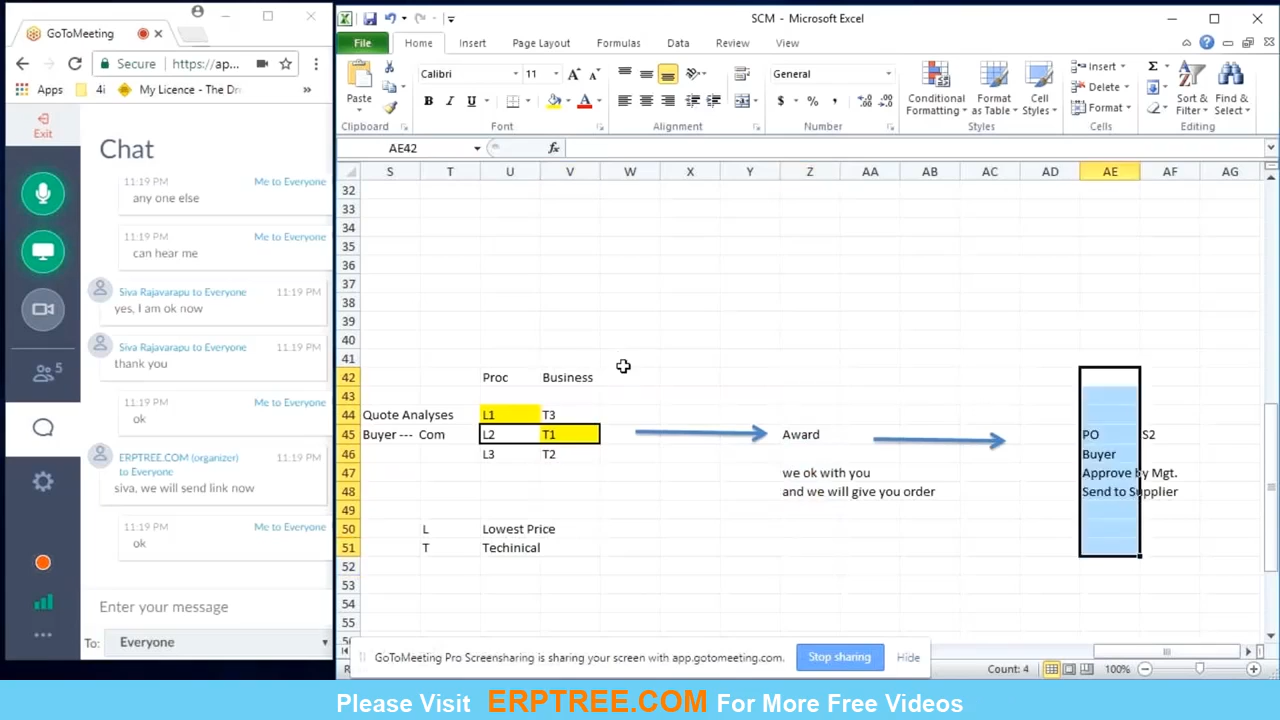 GoToMeeting
Secure
https://ap...
Apps
4i
My Licence - The Dr
»
Exit
Chat
11:19 PM
Me to Everyone
any one else
11:19 PM
Me to Everyone
can hear me
Siva Rajavarapu to Everyone
11:19 PM
yes, I am ok now
Siva Rajavarapu to Everyone
11:19 PM
thank you
11:19 PM
Me to Everyone
ok
5
ERPTREE.COM (organizer)
to Everyone
11:19 PM
siva, we will send link now
11:19 PM
Me to Everyone
ok
Enter your message
To:
Everyone
SCM - Microsoft Excel
File
Home
Insert
Page Layout
Formulas
Data
Review
View
Paste
Clipboard
Calibri
11
B I U
Font
Alignment
General
$ % ,
Number
Conditional
Formatting
Format
as Table
Cell
Styles
Styles
Insert
Delete
Format
Cells
Sort &
Filter
Find &
Select
Editing
AE42
fx
S T U V W X Y Z AA AB AC AD AE AF AG
32
33
34
35
36
37
38
39
40
41
42 Proc Business
43
44 Quote Analyses L1 T3
45 Buyer --- Com L2 T1 Award PO S2
46 L3 T2 Buyer
47 we ok with you Approve by Mgt.
48 and we will give you order Send to Supplier
49
50 L Lowest Price
51 T Techinical
52
53
54
55
GoToMeeting Pro Screensharing is sharing your screen with app.gotomeeting.com.
Stop sharing
Hide
Count: 4
100%
Please Visit ERPTREE.COM For More Free Videos